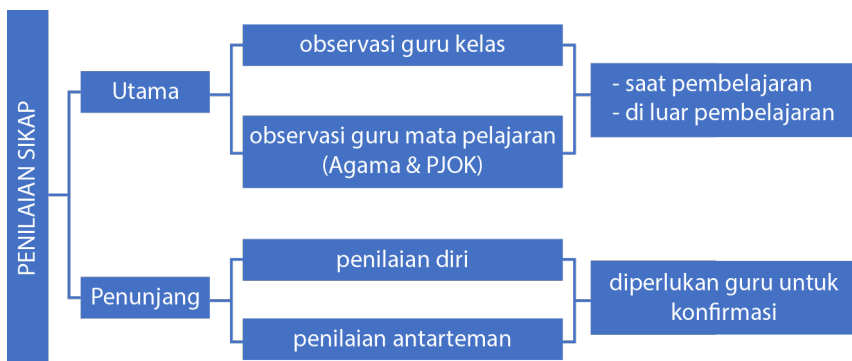 PENILAIAN SIKAP
Utama
observasi guru kelas
observasi guru mata pelajaran
(Agama & PJOK)
- saat pembelajaran
- di luar pembelajaran
Penunjang
penilaian diri
penilaian antarteman
diperlukan guru untuk
konfirmasi